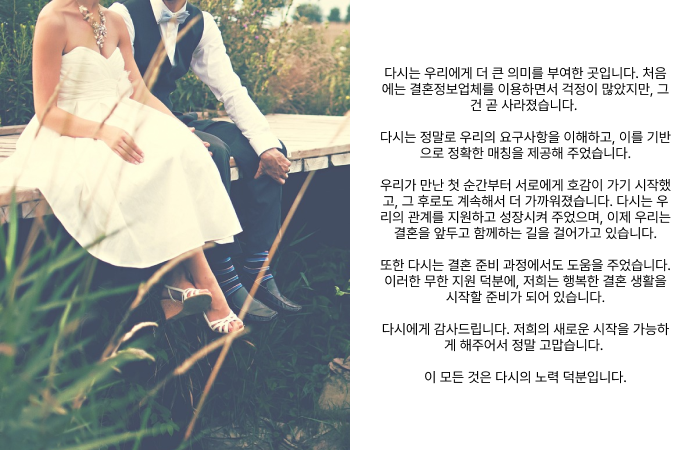 다시는 우리에게 더 큰 의미를 부여한 곳입니다. 처음
에는 결혼정보업체를 이용하면서 걱정이 많았지만, 그
건 곧 사라졌습니다.
다시는 정말로 우리의 요구사항을 이해하고, 이를 기반
으로 정확한 매칭을 제공해 주었습니다.
우리가 만난 첫 순간부터 서로에게 호감이 가기 시작했
고, 그 후로도 계속해서 더 가까워졌습니다. 다시는 우
리의 관계를 지원하고 성장시켜 주었으며, 이제 우리는
결혼을 앞두고 함께하는 길을 걸어가고 있습니다.
또한 다시는 결혼 준비 과정에서도 도움을 주었습니다.
이러한 무한 지원 덕분에, 저희는 행복한 결혼 생활을
시작할 준비가 되어 있습니다.
다시에게 감사드립니다. 저희의 새로운 시작을 가능하
게 해주어서 정말 고맙습니다.
이 모든 것은 다시의 노력 덕분입니다.